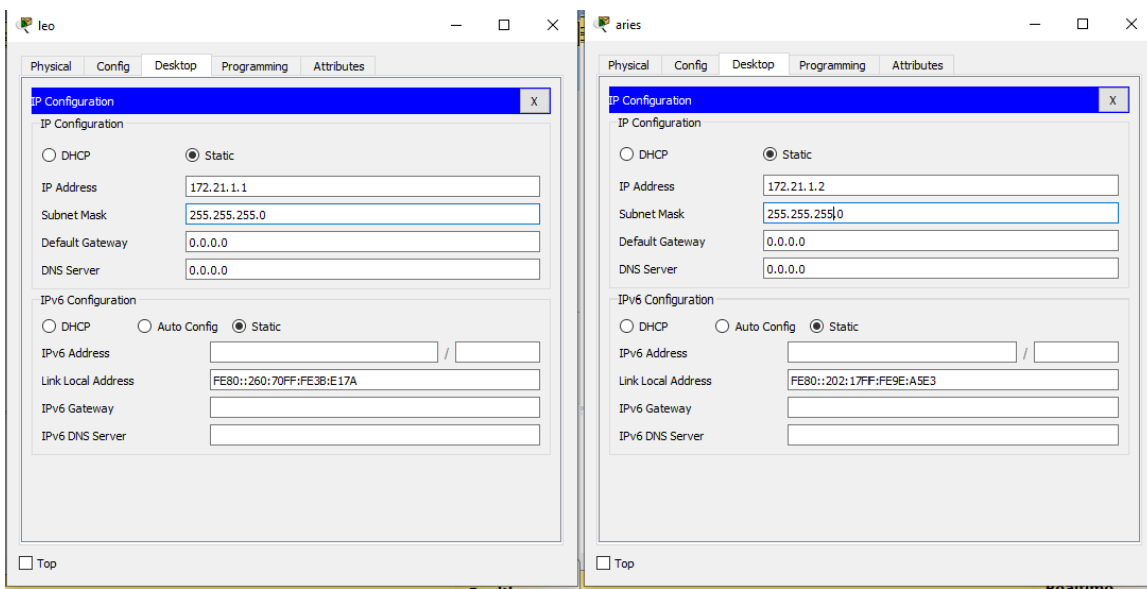 leo
Physical Config Desktop Programming Attributes
IP Configuration X
IP Configuration
DHCP Static
IP Address 172.21.1.1
Subnet Mask 255.255.255.0
Default Gateway 0.0.0.0
DNS Server 0.0.0.0
IPv6 Configuration
DHCP Auto Config Static
IPv6 Address /
Link Local Address FE80::260:70FF:FE3B:E17A
IPv6 Gateway
IPv6 DNS Server
Top
aries
Physical Config Desktop Programming Attributes
IP Configuration X
IP Configuration
DHCP Static
IP Address 172.21.1.2
Subnet Mask 255.255.255.0
Default Gateway 0.0.0.0
DNS Server 0.0.0.0
IPv6 Configuration
DHCP Auto Config Static
IPv6 Address /
Link Local Address FE80::202:17FF:FE9E:A5E3
IPv6 Gateway
IPv6 DNS Server
Top
Realtime